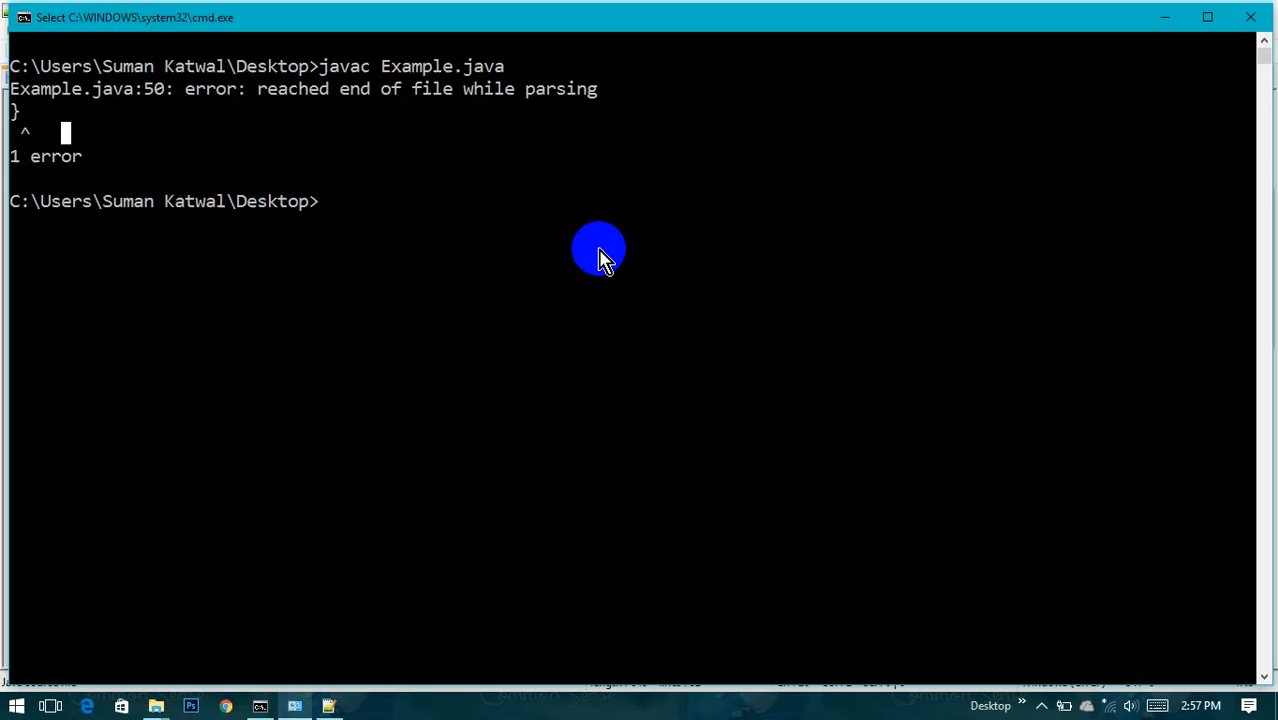 Select C:\WINDOWS\system32\cmd.exe
C:\Users\Suman Katwal\Desktop>javac Example.java
Example.java:50: error: reached end of file while parsing
}
^
1 error
C:\Users\Suman Katwal\Desktop>
Desktop
2:57 PM